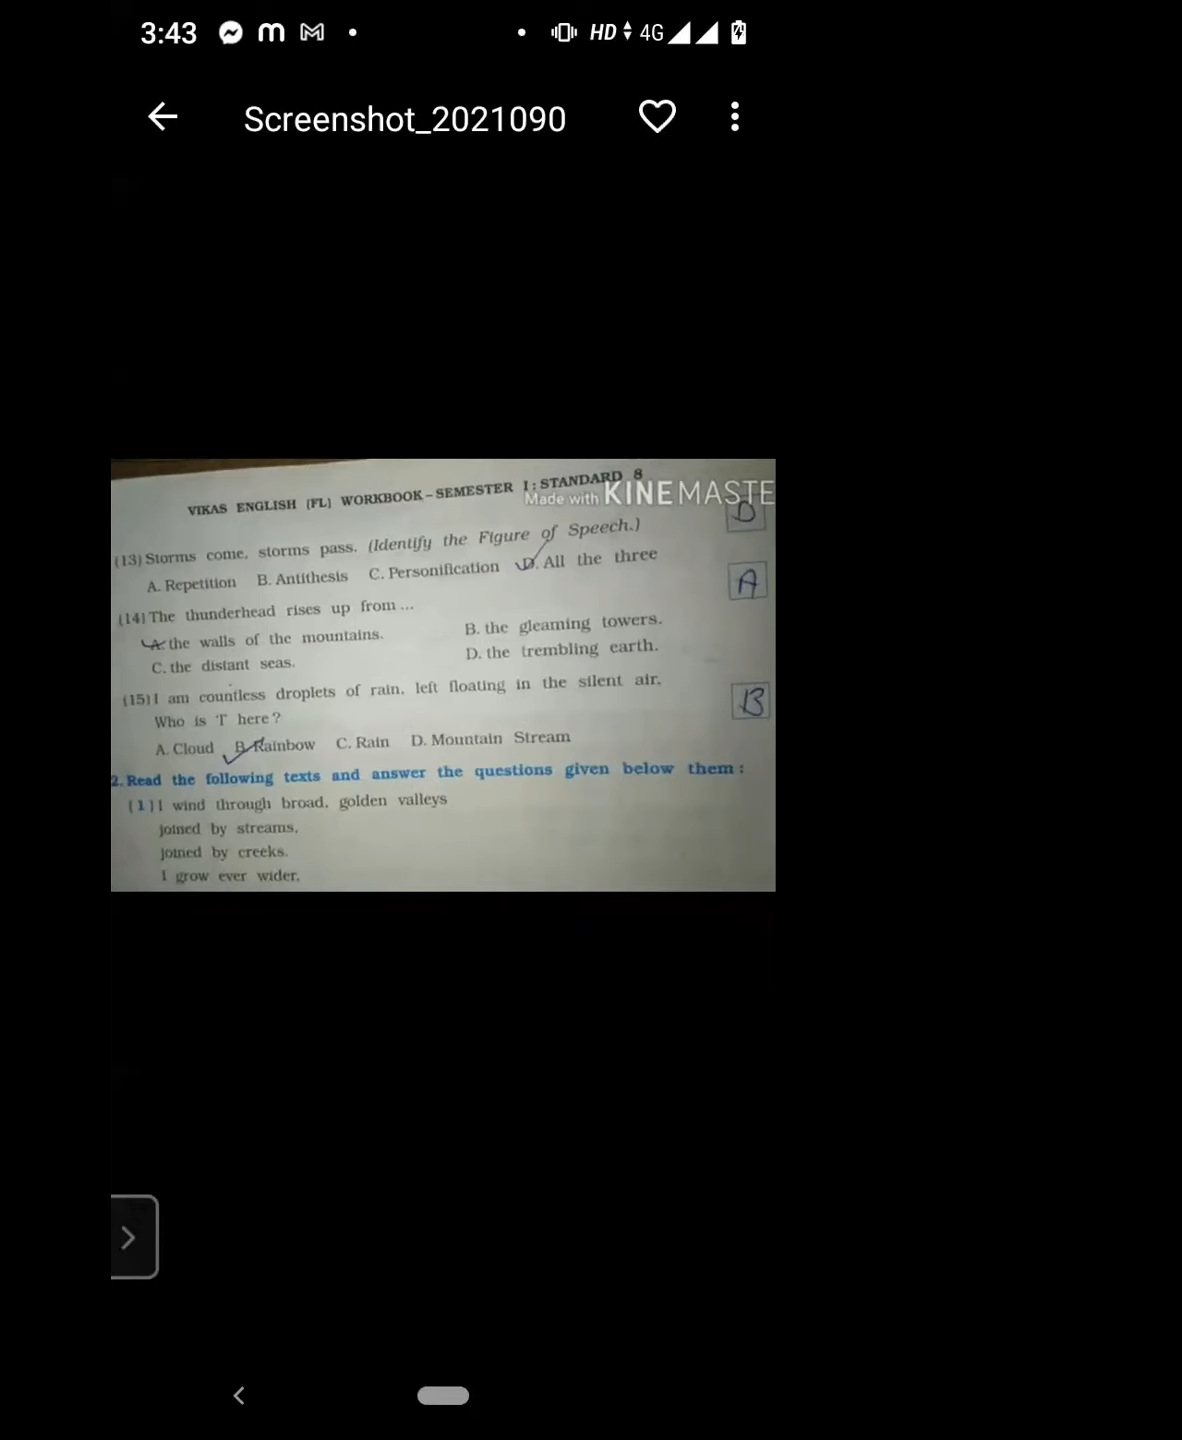 3:43 HD 4G
Screenshot_2021090
VIKAS ENGLISH (FL) WORKBOOK – SEMESTER I : STANDARD 8
Made with KINEMASTE
(13) Storms come, storms pass. (Identify the Figure of Speech.) D
A. Repetition B. Antithesis C. Personification D. All the three
(14) The thunderhead rises up from ... A
A. the walls of the mountains. B. the gleaming towers.
C. the distant seas. D. the trembling earth.
(15) I am countless droplets of rain, left floating in the silent air.
Who is 'I' here? B
A. Cloud B. Rainbow C. Rain D. Mountain Stream
2. Read the following texts and answer the questions given below them :
(1) I wind through broad, golden valleys
joined by streams,
joined by creeks.
I grow ever wider,